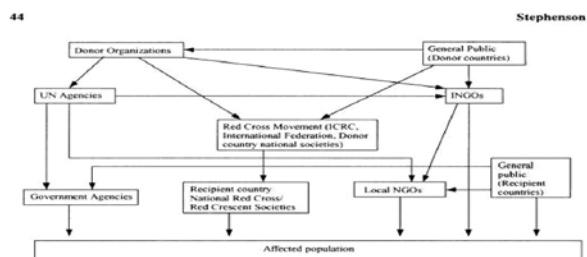 44 Stephenson
Donor Organizations
General Public
(Donor countries)
UN Agencies
INGOs
Red Cross Movement (ICRC,
International Federation, Donor
country national societies)
General
public
(Recipient
countries)
Government Agencies
Recipient country
National Red Cross/
Red Crescent Societies
Local NGOs
Affected population